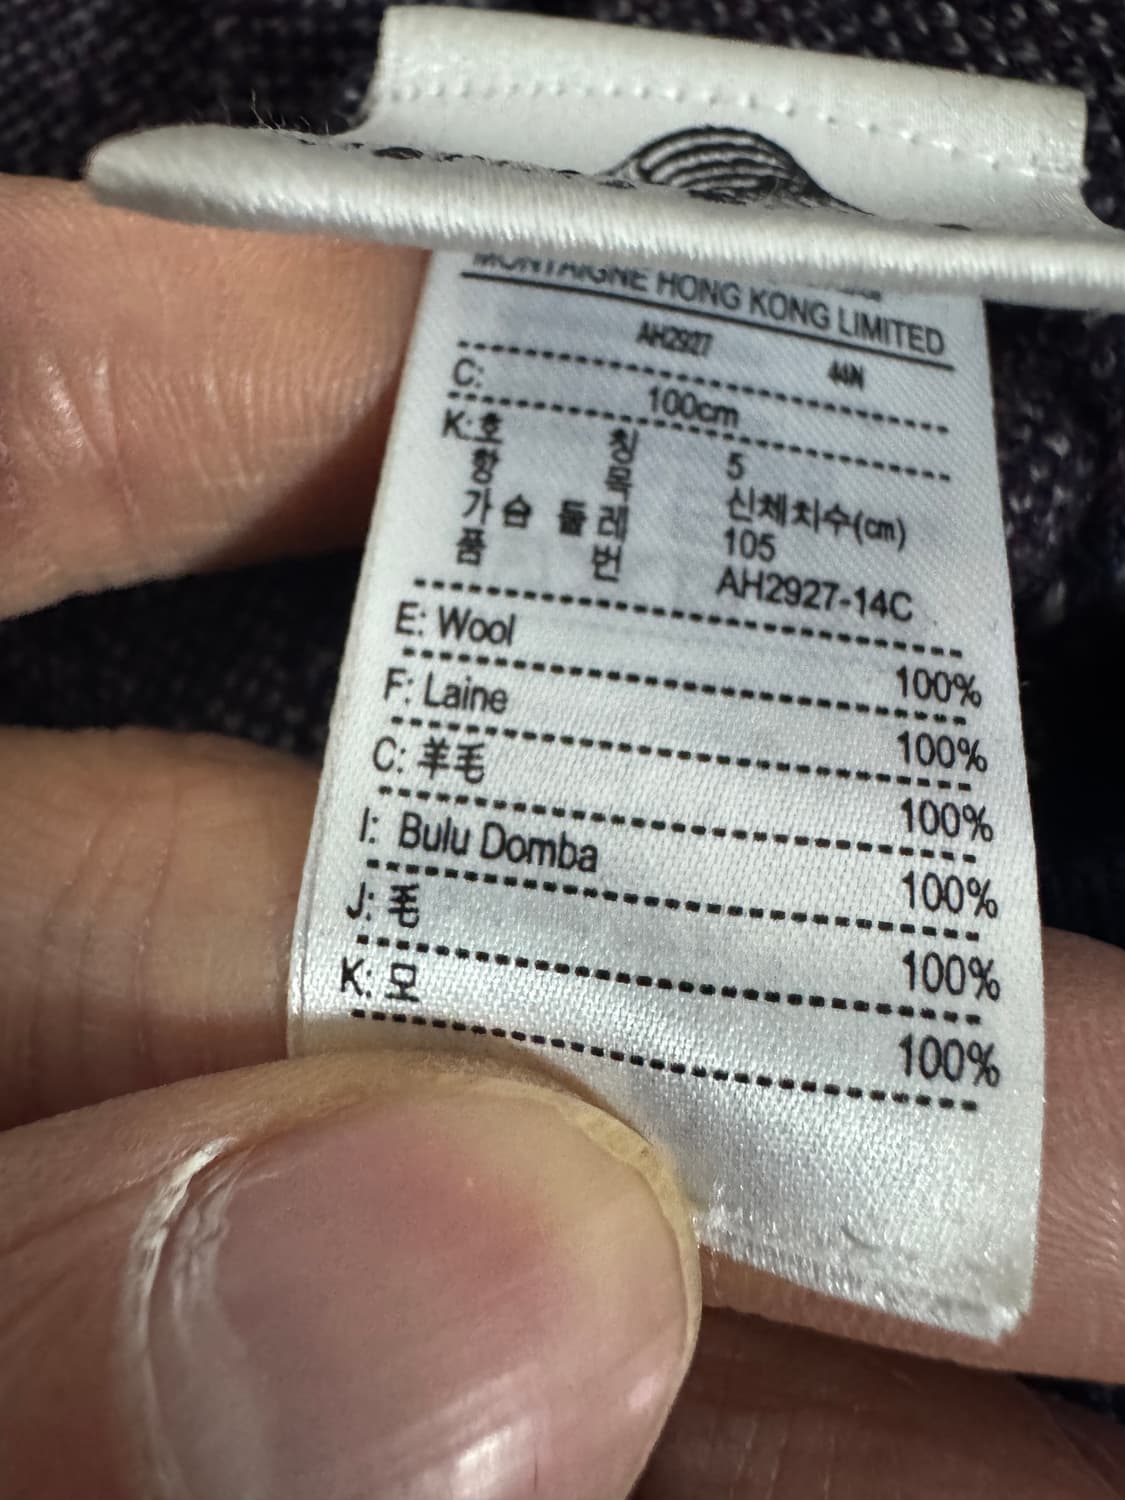 MONTAIGNE HONG KONG LIMITED
AH2927 44N
C: 100cm
K: 호 칭 5
항 목 신체치수(cm)
가슴 둘레 105
품 번 AH2927-14C
E: Wool 100%
F: Laine 100%
C: 羊毛 100%
I: Bulu Domba 100%
J: 毛 100%
K: 모 100%